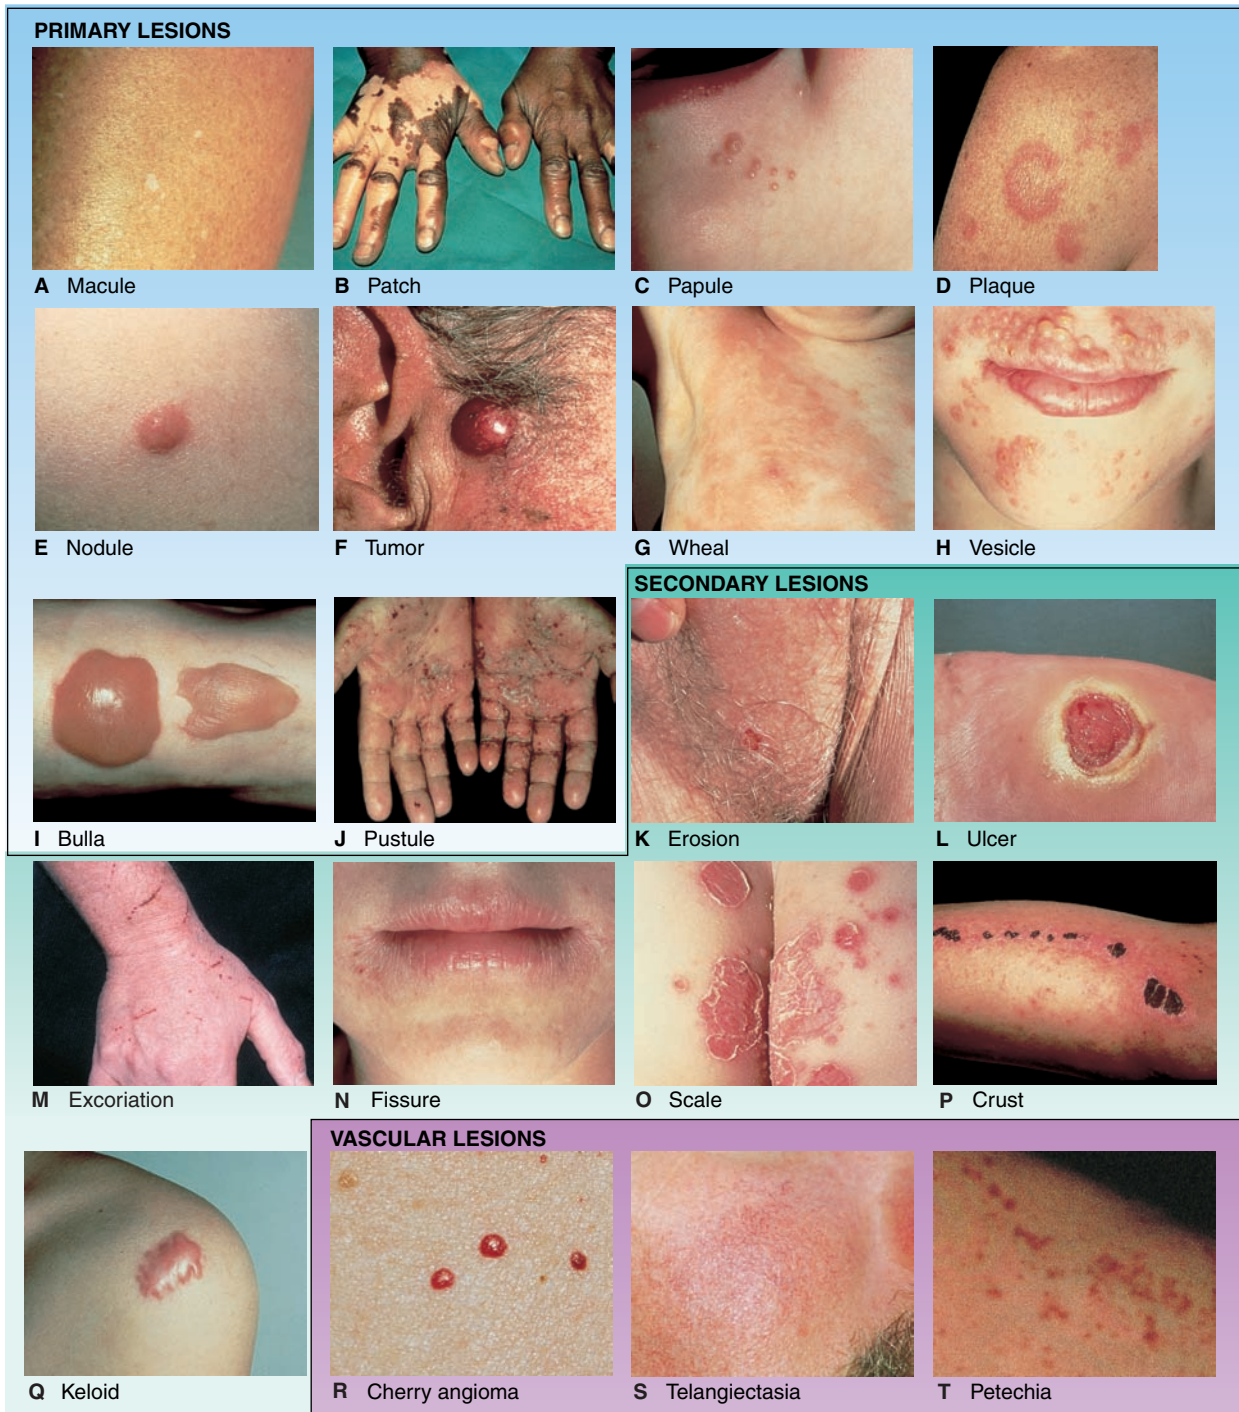 PRIMARY LESIONS
A Macule
B Patch
C Papule
D Plaque
E Nodule
F Tumor
G Wheal
H Vesicle
I Bulla
J Pustule
SECONDARY LESIONS
K Erosion
L Ulcer
M Excoriation
N Fissure
O Scale
P Crust
Q Keloid
VASCULAR LESIONS
R Cherry angioma
S Telangiectasia
T Petechia